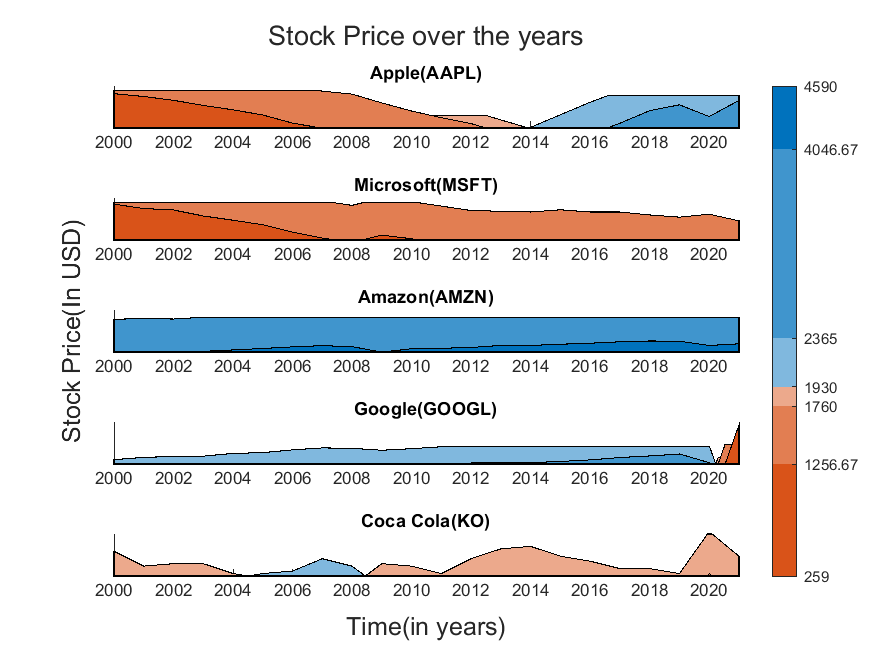 Stock Price over the years
Apple(AAPL)
2000 2002 2004 2006 2008 2010 2012 2014 2016 2018 2020
Microsoft(MSFT)
2000 2002 2004 2006 2008 2010 2012 2014 2016 2018 2020
Amazon(AMZN)
2000 2002 2004 2006 2008 2010 2012 2014 2016 2018 2020
Google(GOOGL)
2000 2002 2004 2006 2008 2010 2012 2014 2016 2018 2020
Coca Cola(KO)
2000 2002 2004 2006 2008 2010 2012 2014 2016 2018 2020
Time(in years)
Stock Price(In USD)
4590
4046.67
2365
1930
1760
1256.67
259